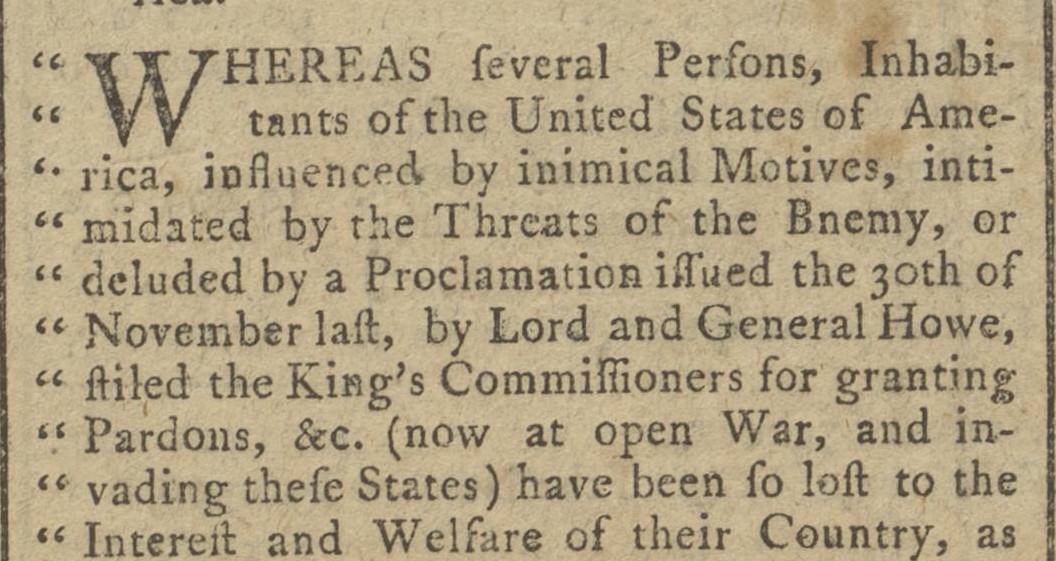 “ WHEREAS ſeveral Perſons, Inhabi-
“ tants of the United States of Ame-
“ rica, influenced by inimical Motives, inti-
“ midated by the Threats of the Bnemy, or
“ deluded by a Proclamation iſſued the 30th of
“ November laſt, by Lord and General Howe,
“ ſtiled the King’s Commiſſioners for granting
“ Pardons, &c. (now at open War, and in-
“ vading theſe States) have been ſo loſt to the
“ Intereſt and Welfare of their Country, as